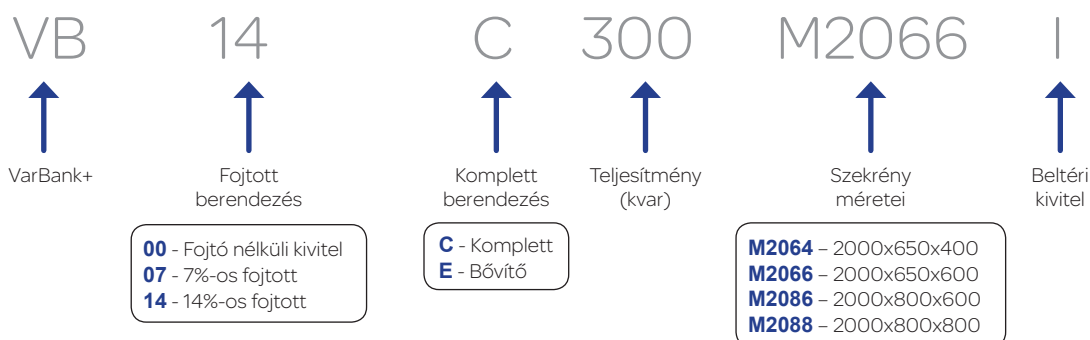 VB 14 C 300 M2066 I
VarBank+
Fojtott
berendezés
Komplett
berendezés
Teljesítmény
(kvar)
Szekrény
méretei
Beltéri
kivitel
00 - Fojtó nélküli kivitel
07 - 7%-os fojtott
14 - 14%-os fojtott
C - Komplett
E - Bővítő
M2064 – 2000x650x400
M2066 – 2000x650x600
M2086 – 2000x800x600
M2088 – 2000x800x800